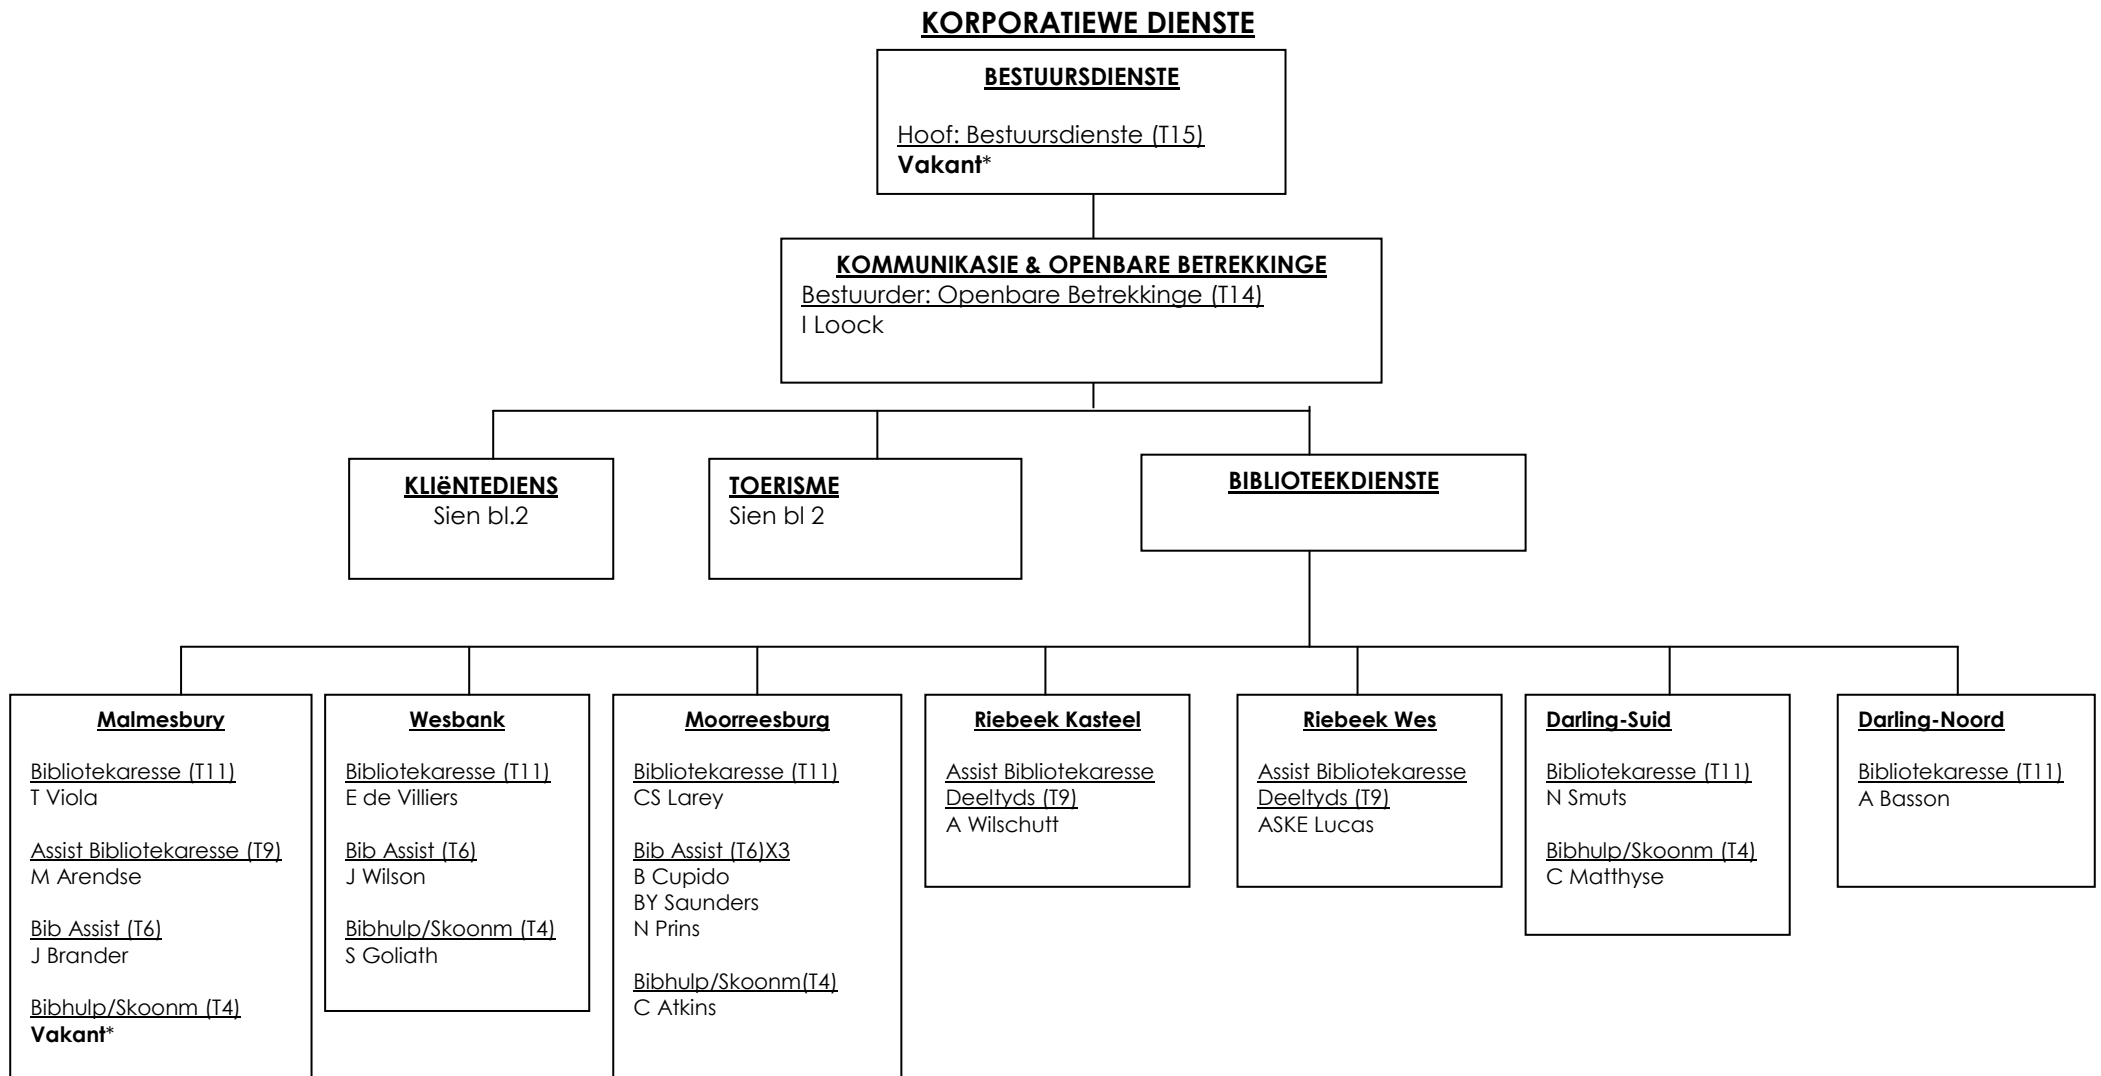 KORPORATIEWE DIENSTE
BESTUURSDIENSTE
Hoof: Bestuursdienste (T15)
Vakant*
KOMMUNIKASIE & OPENBARE BETREKKINGE
Bestuurder: Openbare Betrekkinge (T14)
I Loock
KLIëNTEDIENS
Sien bl.2
TOERISME
Sien bl 2
BIBLIOTEEKDIENSTE
Malmesbury
Bibliotekaresse (T11)
T Viola
Assist Bibliotekaresse (T9)
M Arendse
Bib Assist (T6)
J Brander
Bibhulp/Skoonm (T4)
Vakant*
Wesbank
Bibliotekaresse (T11)
E de Villiers
Bib Assist (T6)
J Wilson
Bibhulp/Skoonm (T4)
S Goliath
Moorreesburg
Bibliotekaresse (T11)
CS Larey
Bib Assist (T6)X3
B Cupido
BY Saunders
N Prins
Bibhulp/Skoonm(T4)
C Atkins
Riebeek Kasteel
Assist Bibliotekaresse
Deeltyds (T9)
A Wilschutt
Riebeek Wes
Assist Bibliotekaresse
Deeltyds (T9)
ASKE Lucas
Darling-Suid
Bibliotekaresse (T11)
N Smuts
Bibhulp/Skoonm (T4)
C Matthyse
Darling-Noord
Bibliotekaresse (T11)
A Basson